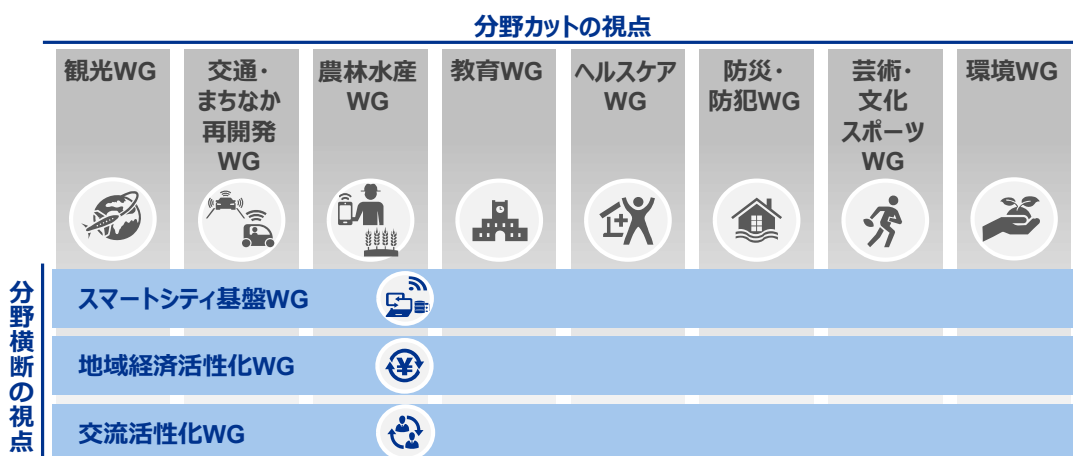 分野カットの視点
観光WG
交通・
まちなか
再開発
WG
農林水産
WG
教育WG
ヘルスケア
WG
防災・
防犯WG
芸術・
文化
スポーツ
WG
環境WG
分野横断の視点
スマートシティ基盤WG
地域経済活性化WG
¥
交流活性化WG